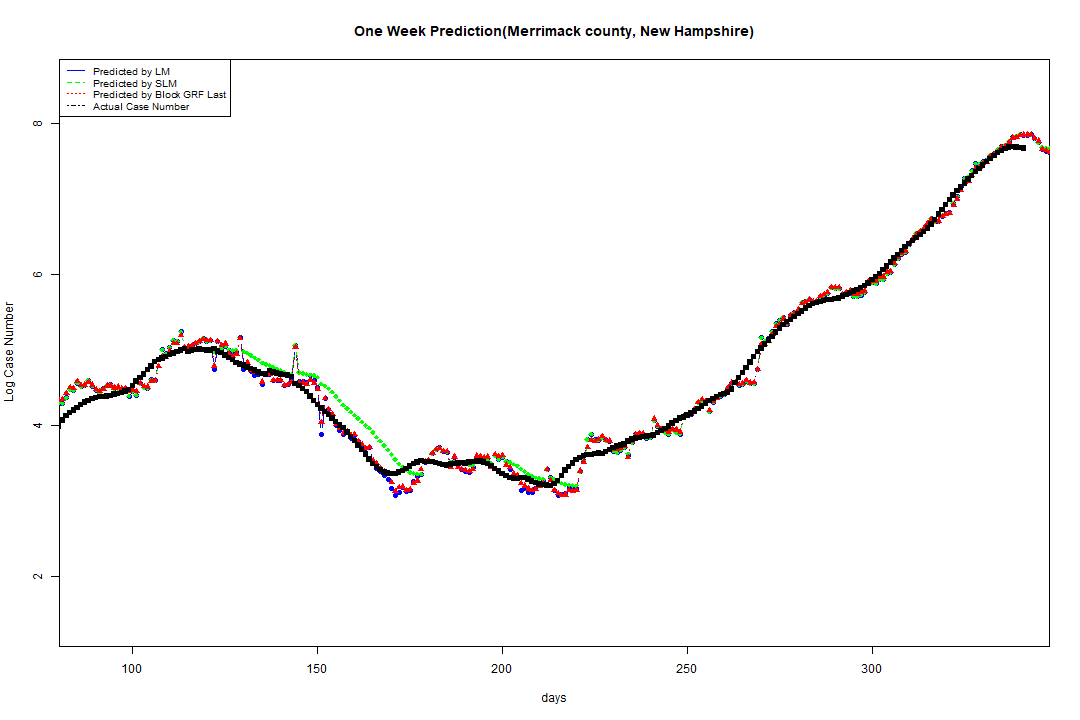 One Week Prediction(Merrimack county, New Hampshire)
Predicted by LM
Predicted by SLM
Predicted by Block GRF Last
Actual Case Number
Log Case Number
8
6
4
2
100 150 200 250 300
days